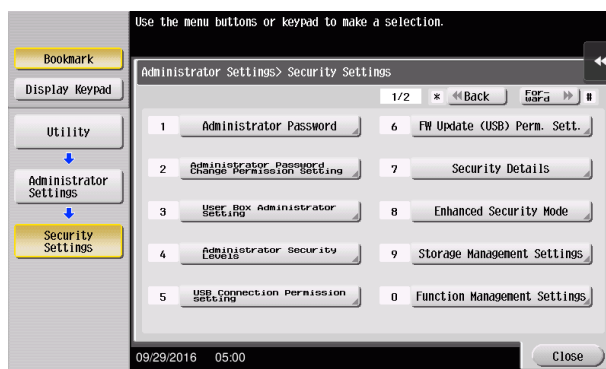 Use the menu buttons or keypad to make a selection.
Bookmark
Display Keypad
Utility
Administrator
Settings
Security
Settings
Administrator Settings> Security Settings
1/2 * Back For-
ward #
1 Administrator Password
2 Administrator Password
Change Permission Setting
3 User Box Administrator
Setting
4 Administrator Security
Levels
5 USB Connection Permission
setting
6 FW Update (USB) Perm. Sett.
7 Security Details
8 Enhanced Security Mode
9 Storage Management Settings
0 Function Management Settings
09/29/2016 05:00
Close